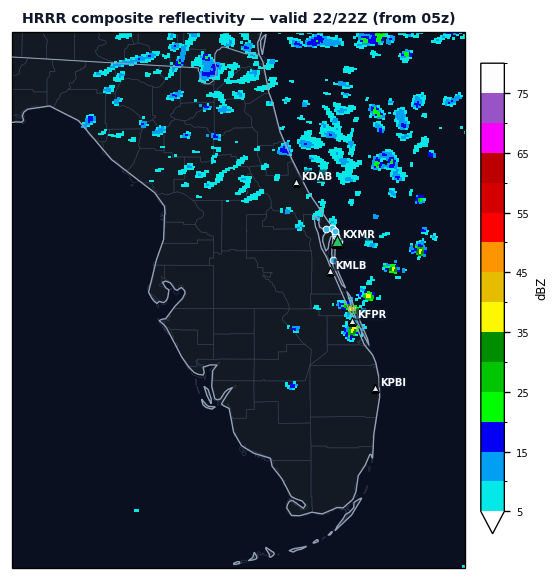 HRRR composite reflectivity — valid 22/22Z (from 05z)
KDAB
KXMR
KMLB
KFPR
KPBI
75
65
55
45
35
25
15
5
dBZ